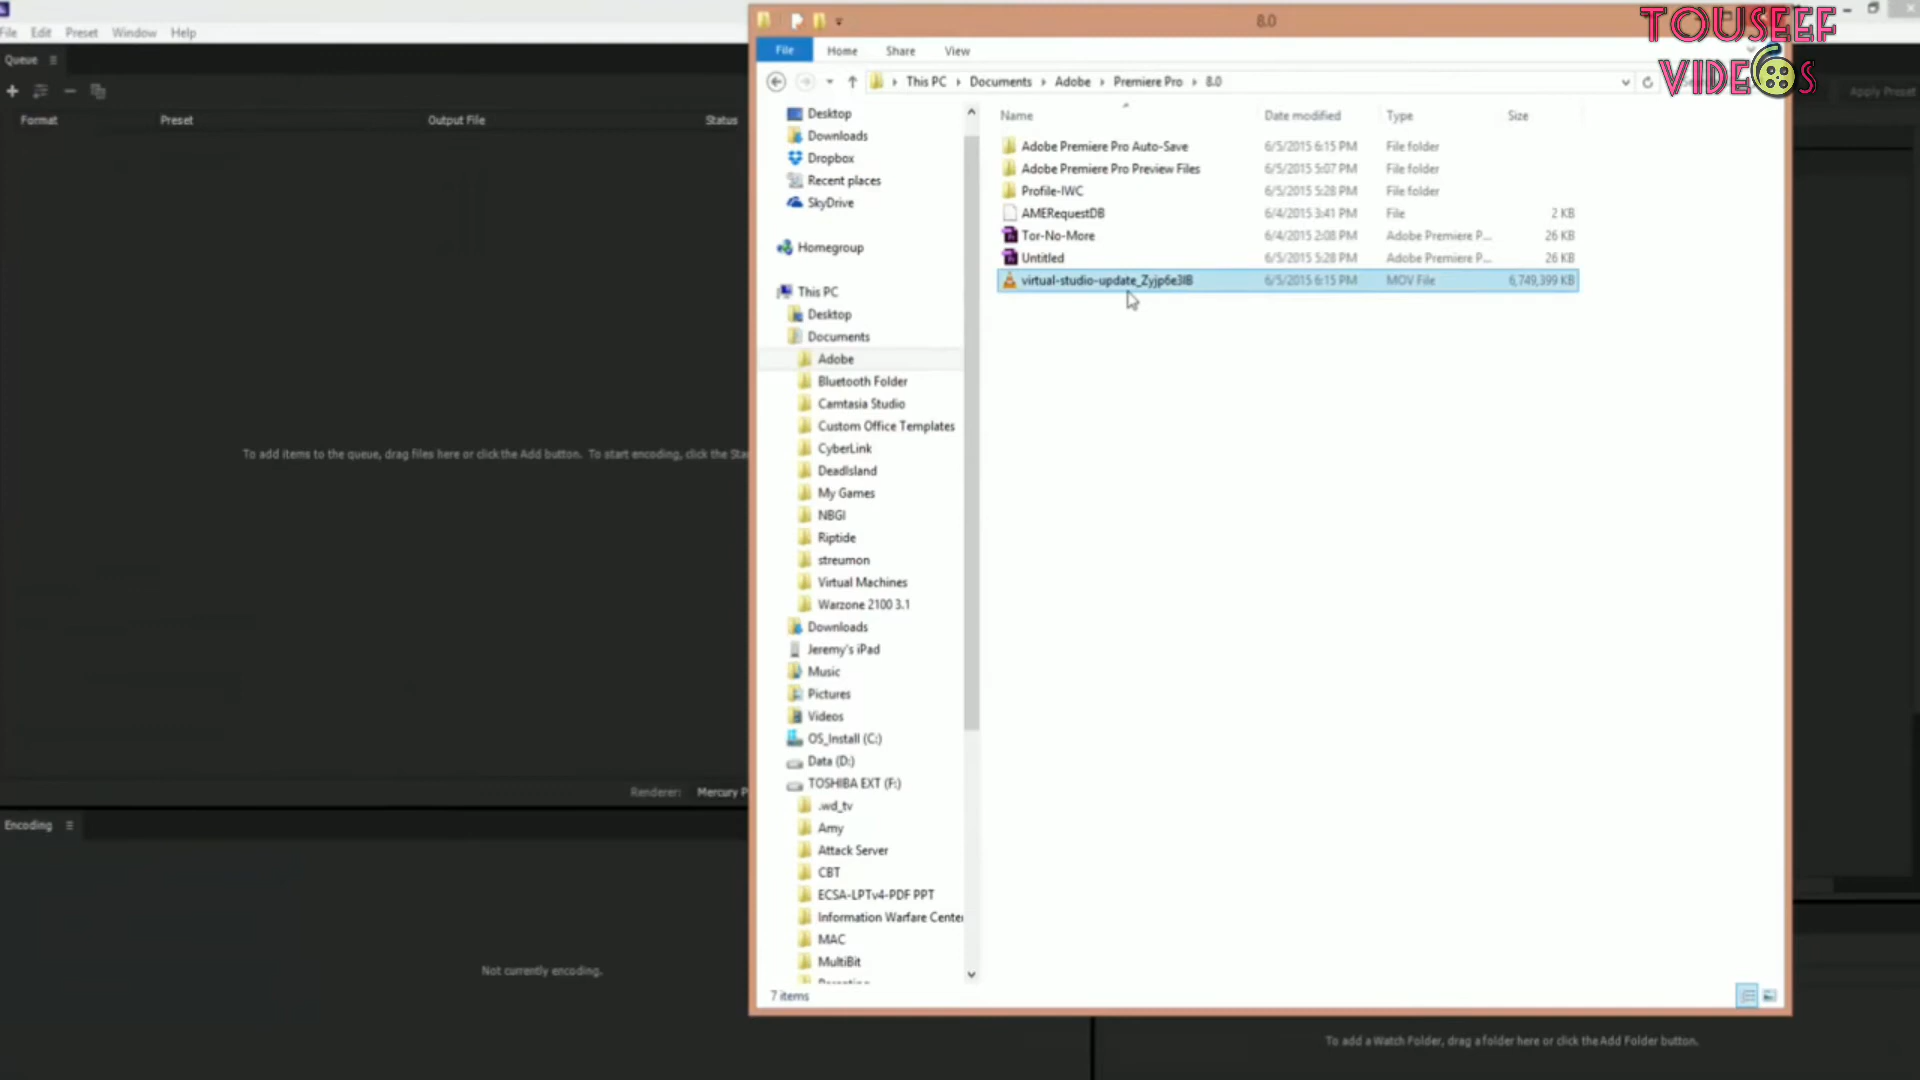 File Edit Preset Window Help
Queue
Format Preset Output File Status
To add items to the queue, drag files here or click the Add button. To start encoding, click the
Renderer: Mercury
Encoding
Not currently encoding.
8.0
File Home Share View
This PC Documents Adobe Premiere Pro 8.0
Name Date modified Type Size
Adobe Premiere Pro Auto-Save 6/5/2015 6:15 PM File folder
Adobe Premiere Pro Preview Files 6/5/2015 5:07 PM File folder
Profile-IWC 6/5/2015 5:28 PM File folder
AMERequestDB 6/4/2015 3:41 PM File 2 KB
Tor-No-More 6/4/2015 2:08 PM Adobe Premiere P... 26 KB
Untitled 6/5/2015 5:28 PM Adobe Premiere P... 26 KB
virtual-studio-update_Zyjp6e3lB 6/5/2015 6:15 PM MOV File 6,749,399 KB
Desktop
Downloads
Dropbox
Recent places
SkyDrive
Homegroup
This PC
Desktop
Documents
Adobe
Bluetooth Folder
Camtasia Studio
Custom Office Templates
CyberLink
DeadIsland
My Games
NBGI
Riptide
streumon
Virtual Machines
Warzone 2100 3.1
Downloads
Jeremy's iPad
Music
Pictures
Videos
OS_Install (C:)
Data (D:)
TOSHIBA EXT (F:)
.wd_tv
Amy
Attack Server
CBT
ECSA-LPTv4-PDF PPT
Information Warfare Center
MAC
MultiBit
7 items
TOUSEEF
VIDEOS
Apply Preset
To add a Watch Folder, drag a folder here or click the Add Folder button.